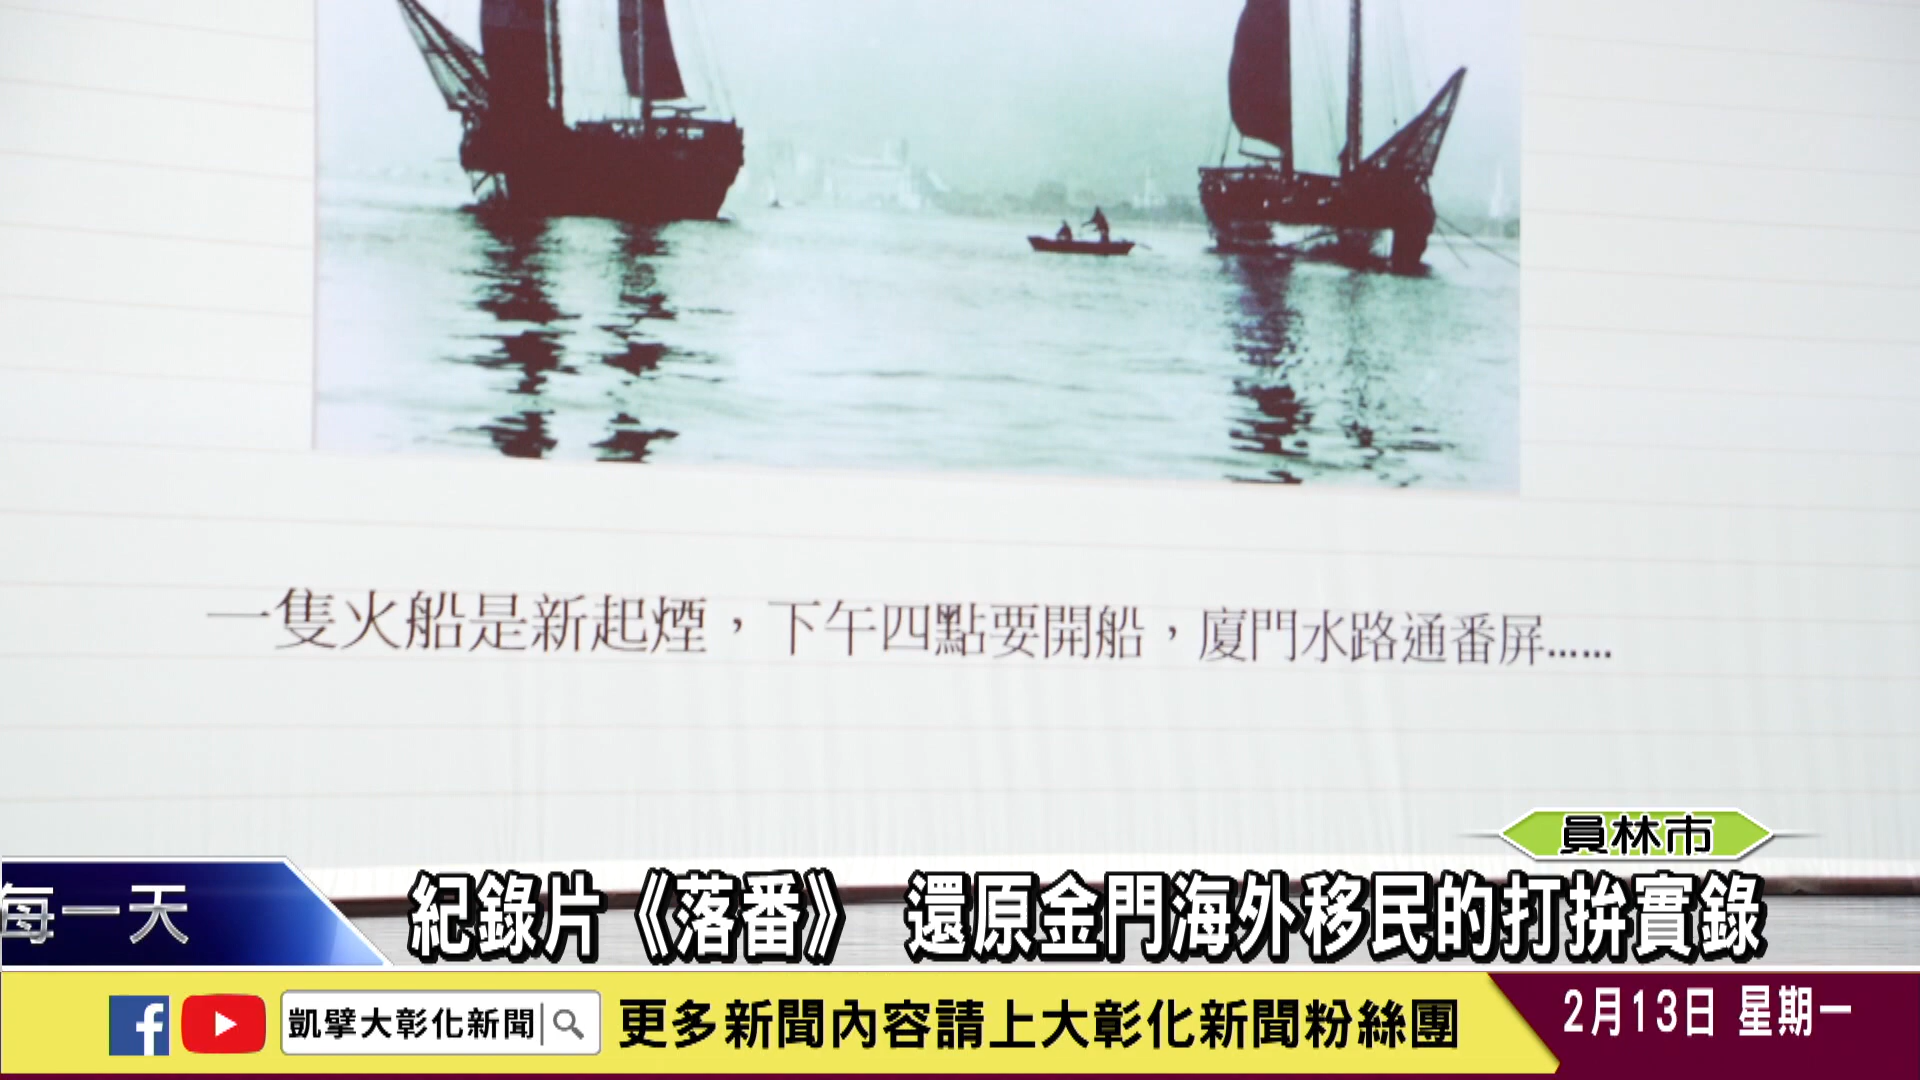 一隻火船是新起煙，下午四點要開船，廈門水路通番屏……
員林市
每一天
紀錄片《落番》 還原金門海外移民的打拚實錄
凱擘大彰化新聞
更多新聞內容請上大彰化新聞粉絲團
2月13日 星期一